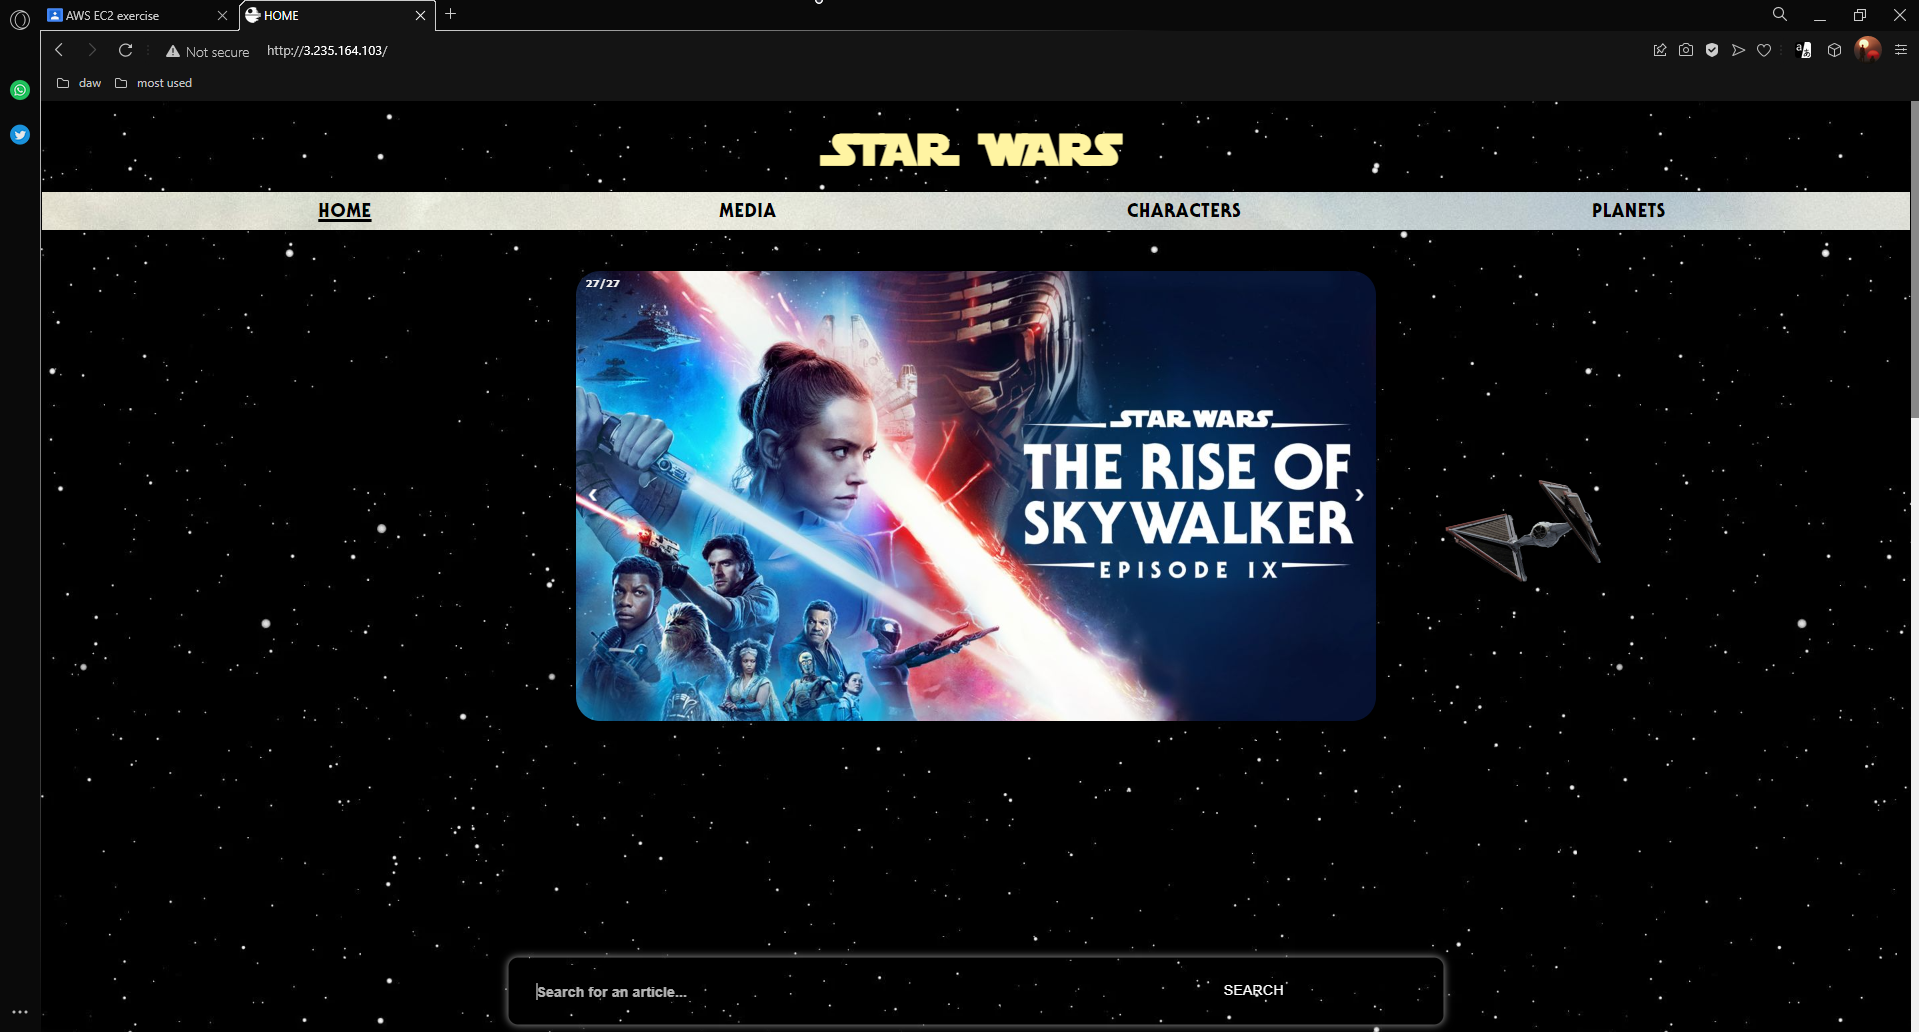 AWS EC2 exercise
HOME
Not secure
http://3.235.164.103/
daw
most used
STAR WARS
HOME
MEDIA
CHARACTERS
PLANETS
27/27
STAR WARS
THE RISE OF
SKYWALKER
EPISODE IX
Search for an article...
SEARCH